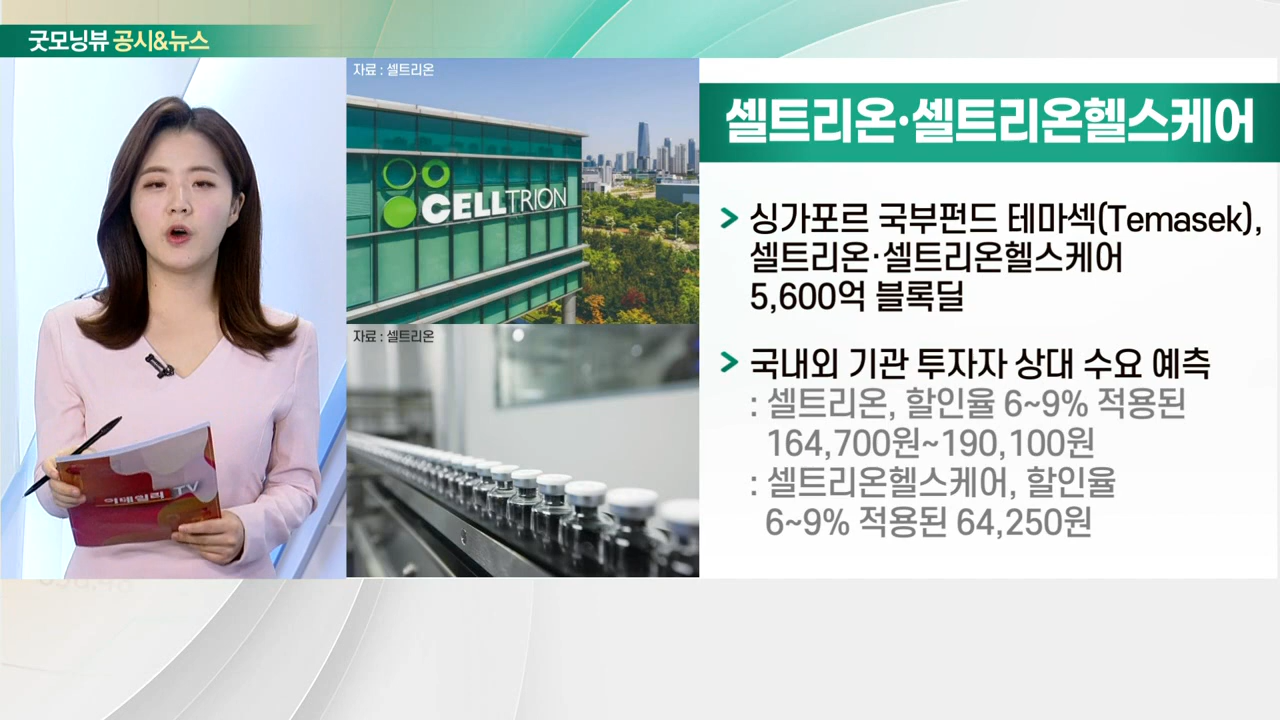 굿모닝뷰 공시&뉴스
자료 : 셀트리온
CELLTRION
자료 : 셀트리온
이데일리 TV
셀트리온·셀트리온헬스케어
> 싱가포르 국부펀드 테마섹(Temasek),
셀트리온·셀트리온헬스케어
5,600억 블록딜
> 국내외 기관 투자자 상대 수요 예측
: 셀트리온, 할인율 6~9% 적용된
164,700원~190,100원
: 셀트리온헬스케어, 할인율
6~9% 적용된 64,250원